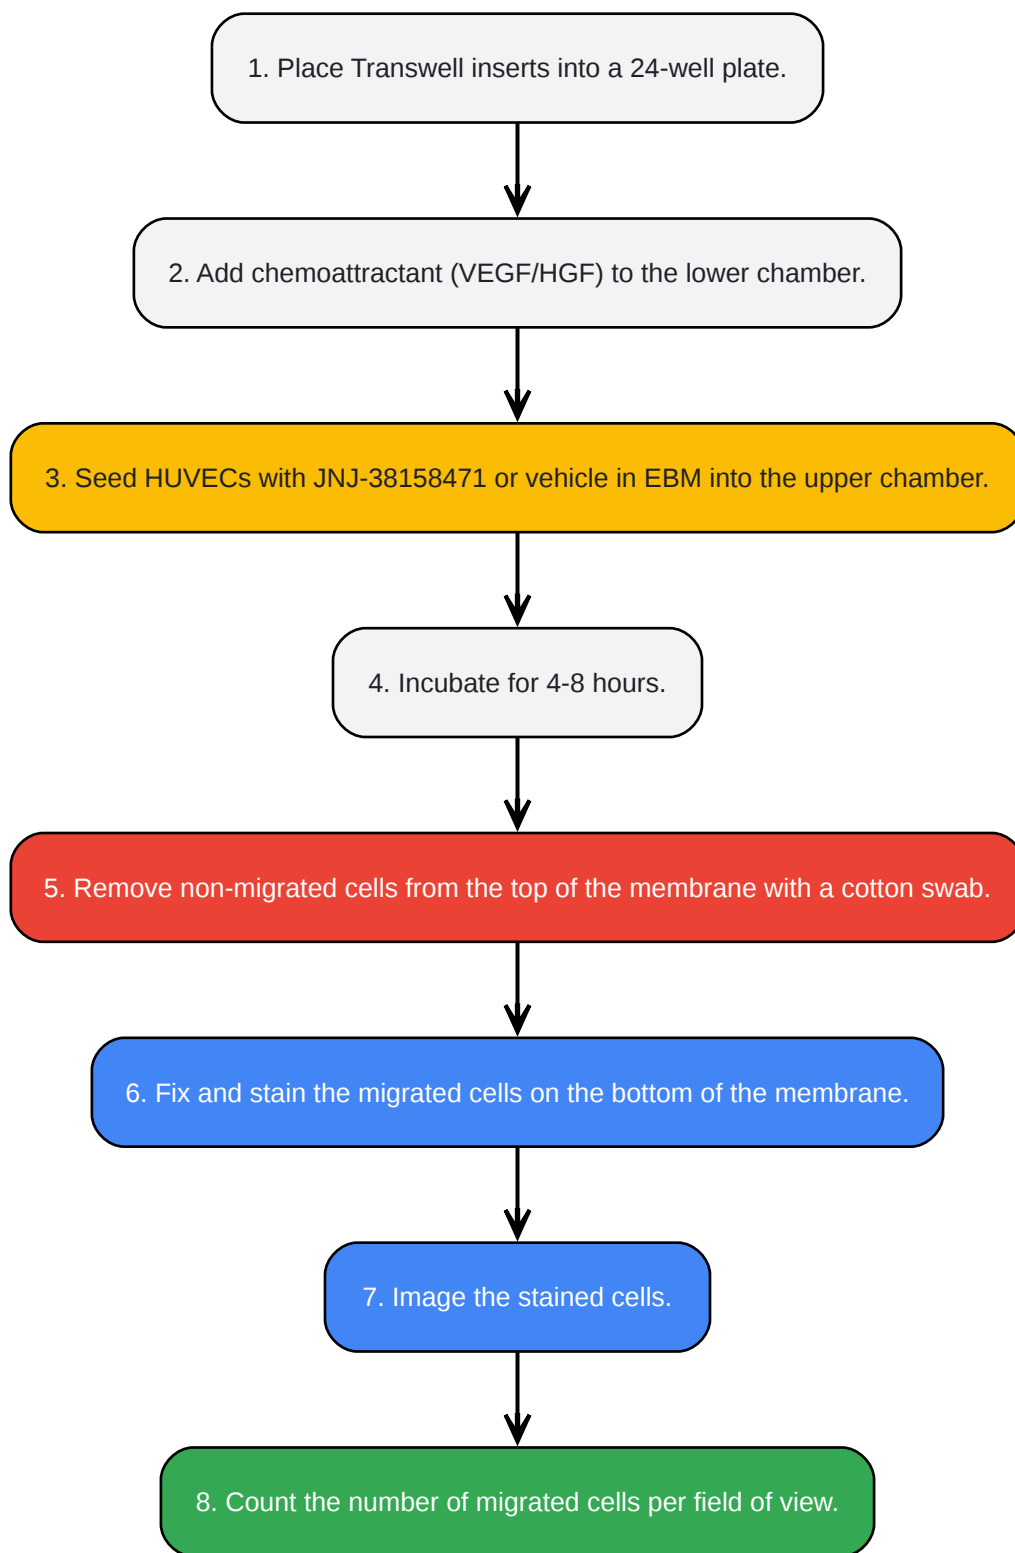 1. Place Transwell inserts into a 24-well plate.
2. Add chemoattractant (VEGF/HGF) to the lower chamber.
3. Seed HUVECs with JNJ-38158471 or vehicle in EBM into the upper chamber.
4. Incubate for 4-8 hours.
5. Remove non-migrated cells from the top of the membrane with a cotton swab.
6. Fix and stain the migrated cells on the bottom of the membrane.
7. Image the stained cells.
8. Count the number of migrated cells per field of view.